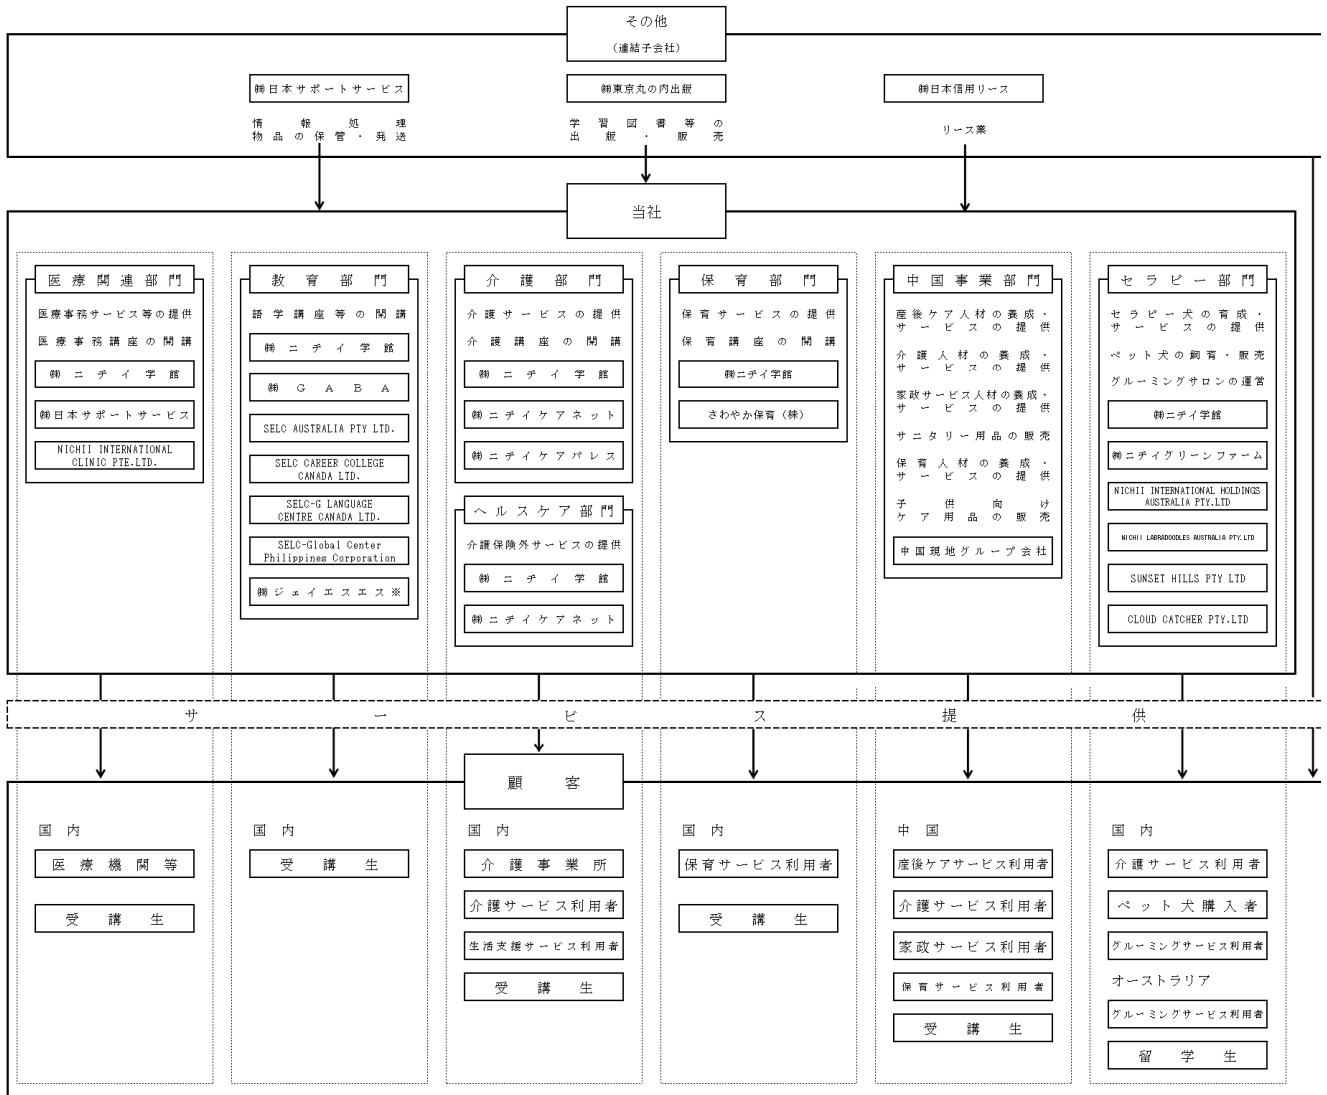 その他
(連結子会社)
㈱日本サポートサービス
情報処理
物品の保管・発送
㈱東京丸の内出版
学習図書等の
出版・販売
㈱日本信用リース
リース業
当社
医療関連部門
医療事務サービス等の提供
医療事務講座の開講
㈱ニチイ学館
㈱日本サポートサービス
NICHII INTERNATIONAL
CLINIC PTE.LTD.
教育部門
語学講座等の開講
㈱ニチイ学館
㈱GABA
SELC AUSTRALIA PTY LTD.
SELC CAREER COLLEGE
CANADA LTD.
SELC-G LANGUAGE
CENTRE CANADA LTD.
SELC-Global Center
Philippines Corporation
㈱ジェイエスエス※
介護部門
介護サービスの提供
介護講座の開講
㈱ニチイ学館
㈱ニチイケアネット
㈱ニチイケアパレス
ヘルスケア部門
介護保険外サービスの提供
㈱ニチイ学館
㈱ニチイケアネット
保育部門
保育サービスの提供
保育講座の開講
㈱ニチイ学館
さわやか保育(株)
中国事業部門
産後ケア人材の養成・
サービスの提供
介護人材の養成・
サービスの提供
家政サービス人材の養成・
サービスの提供
サニタリー用品の販売
保育人材の養成・
サービスの提供
子供向け
ケア用品の販売
中国現地グループ会社
セラピー部門
セラピー犬の育成・
サービスの提供
ペット犬の飼育・販売
グルーミングサロンの運営
㈱ニチイ学館
㈱ニチイグリーンファーム
NICHII INTERNATIONAL HOLDINGS
AUSTRALIA PTY.LTD
NICHII LABRADOODLES AUSTRALIA PTY.LTD
SUNSET HILLS PTY LTD
CLOUD CATCHER PTY.LTD
サービス提供
顧客
国内
医療機関等
受講生
国内
受講生
国内
介護事業所
介護サービス利用者
生活支援サービス利用者
受講生
国内
保育サービス利用者
受講生
中国
産後ケアサービス利用者
介護サービス利用者
家政サービス利用者
保育サービス利用者
受講生
国内
介護サービス利用者
ペット犬購入者
グルーミングサービス利用者
オーストラリア
グルーミングサービス利用者
留学生